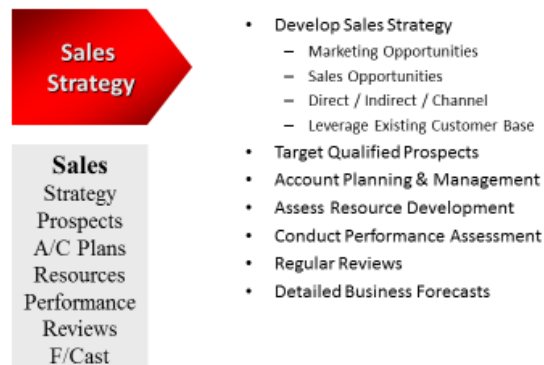 Sales
Strategy
Sales
Strategy
Prospects
A/C Plans
Resources
Performance
Reviews
F/Cast
• Develop Sales Strategy
– Marketing Opportunities
– Sales Opportunities
– Direct / Indirect / Channel
– Leverage Existing Customer Base
• Target Qualified Prospects
• Account Planning & Management
• Assess Resource Development
• Conduct Performance Assessment
• Regular Reviews
• Detailed Business Forecasts